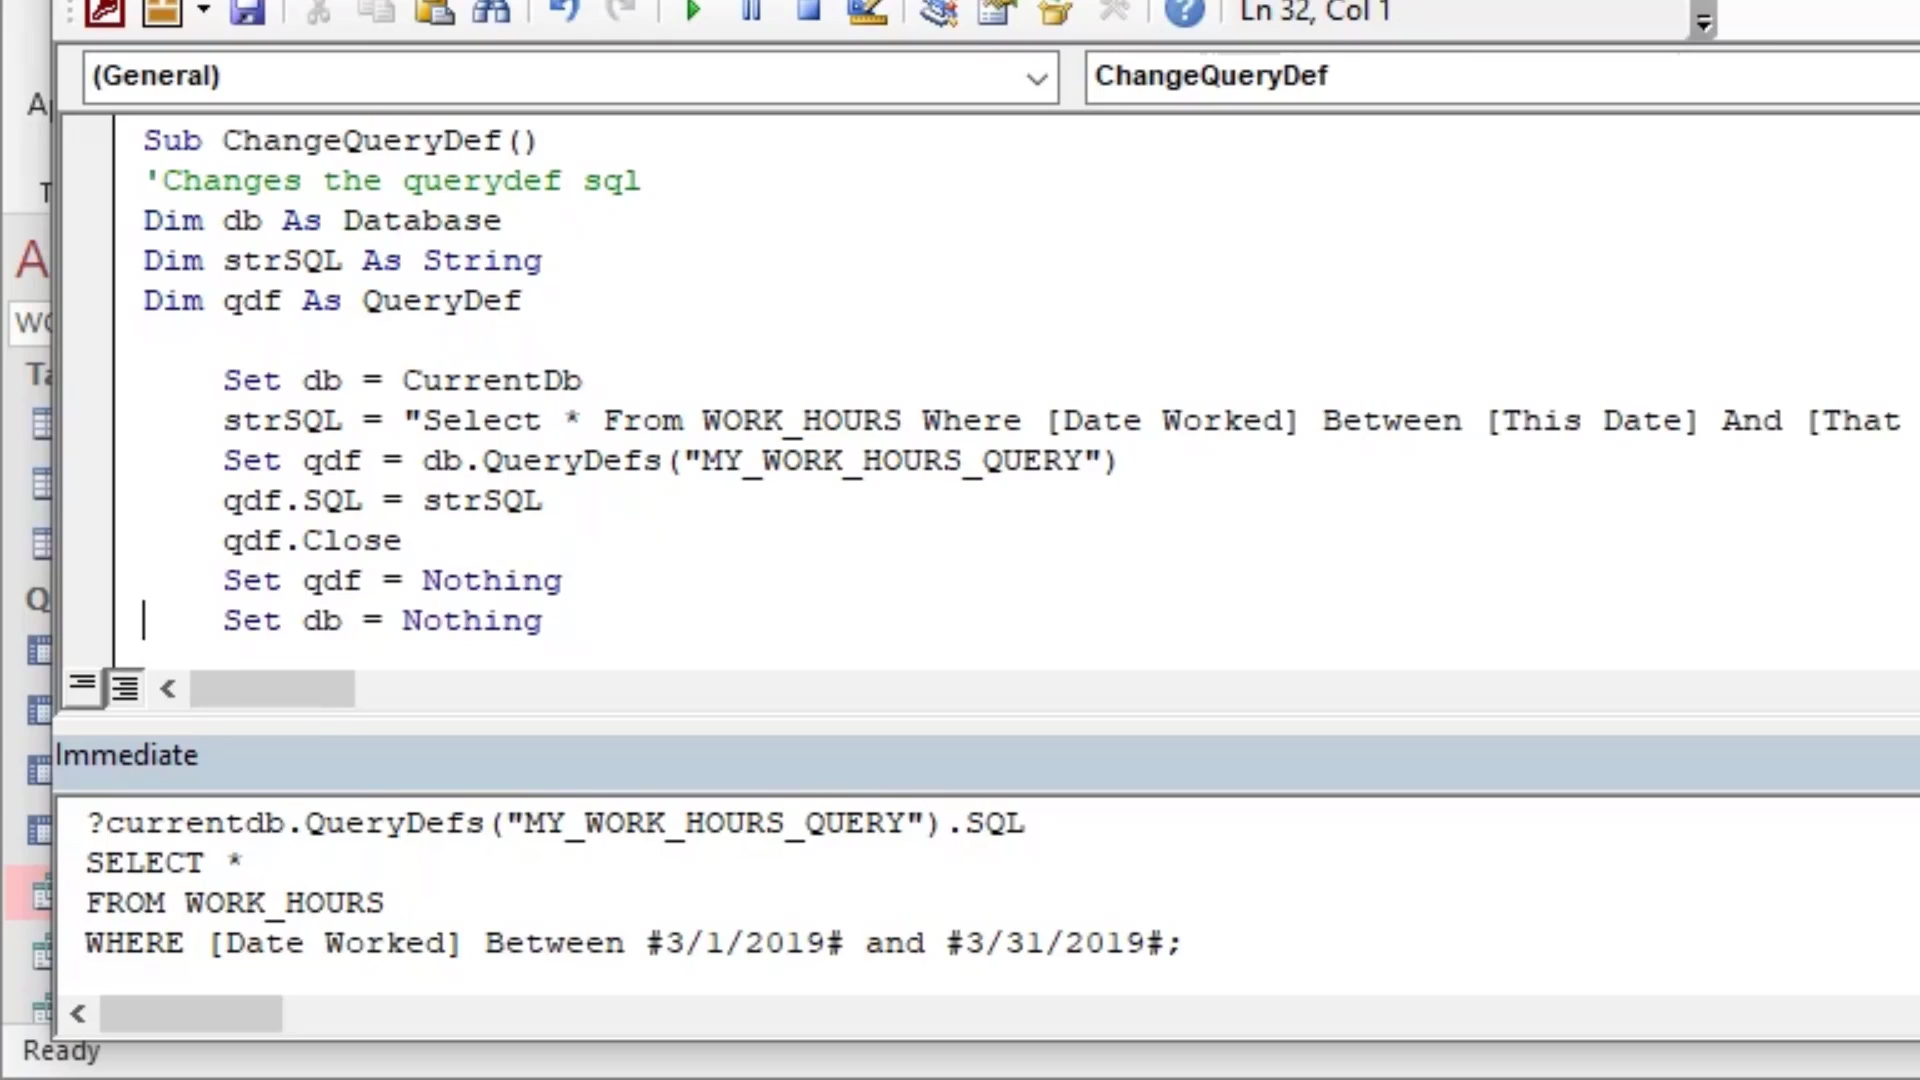 Ln 32, Col 1
(General)
ChangeQueryDef
Sub ChangeQueryDef()
'Changes the querydef sql
Dim db As Database
Dim strSQL As String
Dim qdf As QueryDef
Set db = CurrentDb
strSQL = "Select * From WORK_HOURS Where [Date Worked] Between [This Date] And [That
Set qdf = db.QueryDefs("MY_WORK_HOURS_QUERY")
qdf.SQL = strSQL
qdf.Close
Set qdf = Nothing
Set db = Nothing
Immediate
?currentdb.QueryDefs("MY_WORK_HOURS_QUERY").SQL
SELECT *
FROM WORK_HOURS
WHERE [Date Worked] Between #3/1/2019# and #3/31/2019#;
Ready